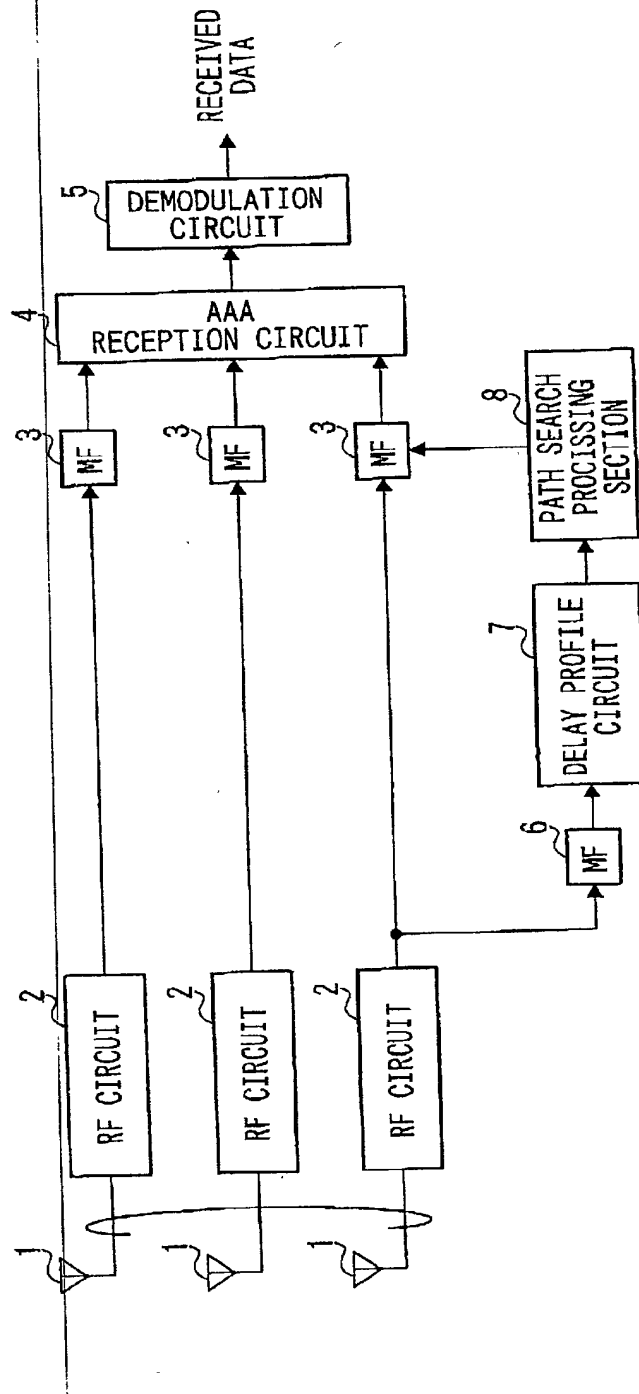 1
2
RF CIRCUIT
3
MF
4
AAA
RECEPTION CIRCUIT
5
DEMODULATION
CIRCUIT
RECEIVED
DATA
1
2
RF CIRCUIT
3
MF
1
2
RF CIRCUIT
3
MF
6
MF
7
DELAY PROFILE
CIRCUIT
8
PATH SEARCH
PROCISSING
SECTION